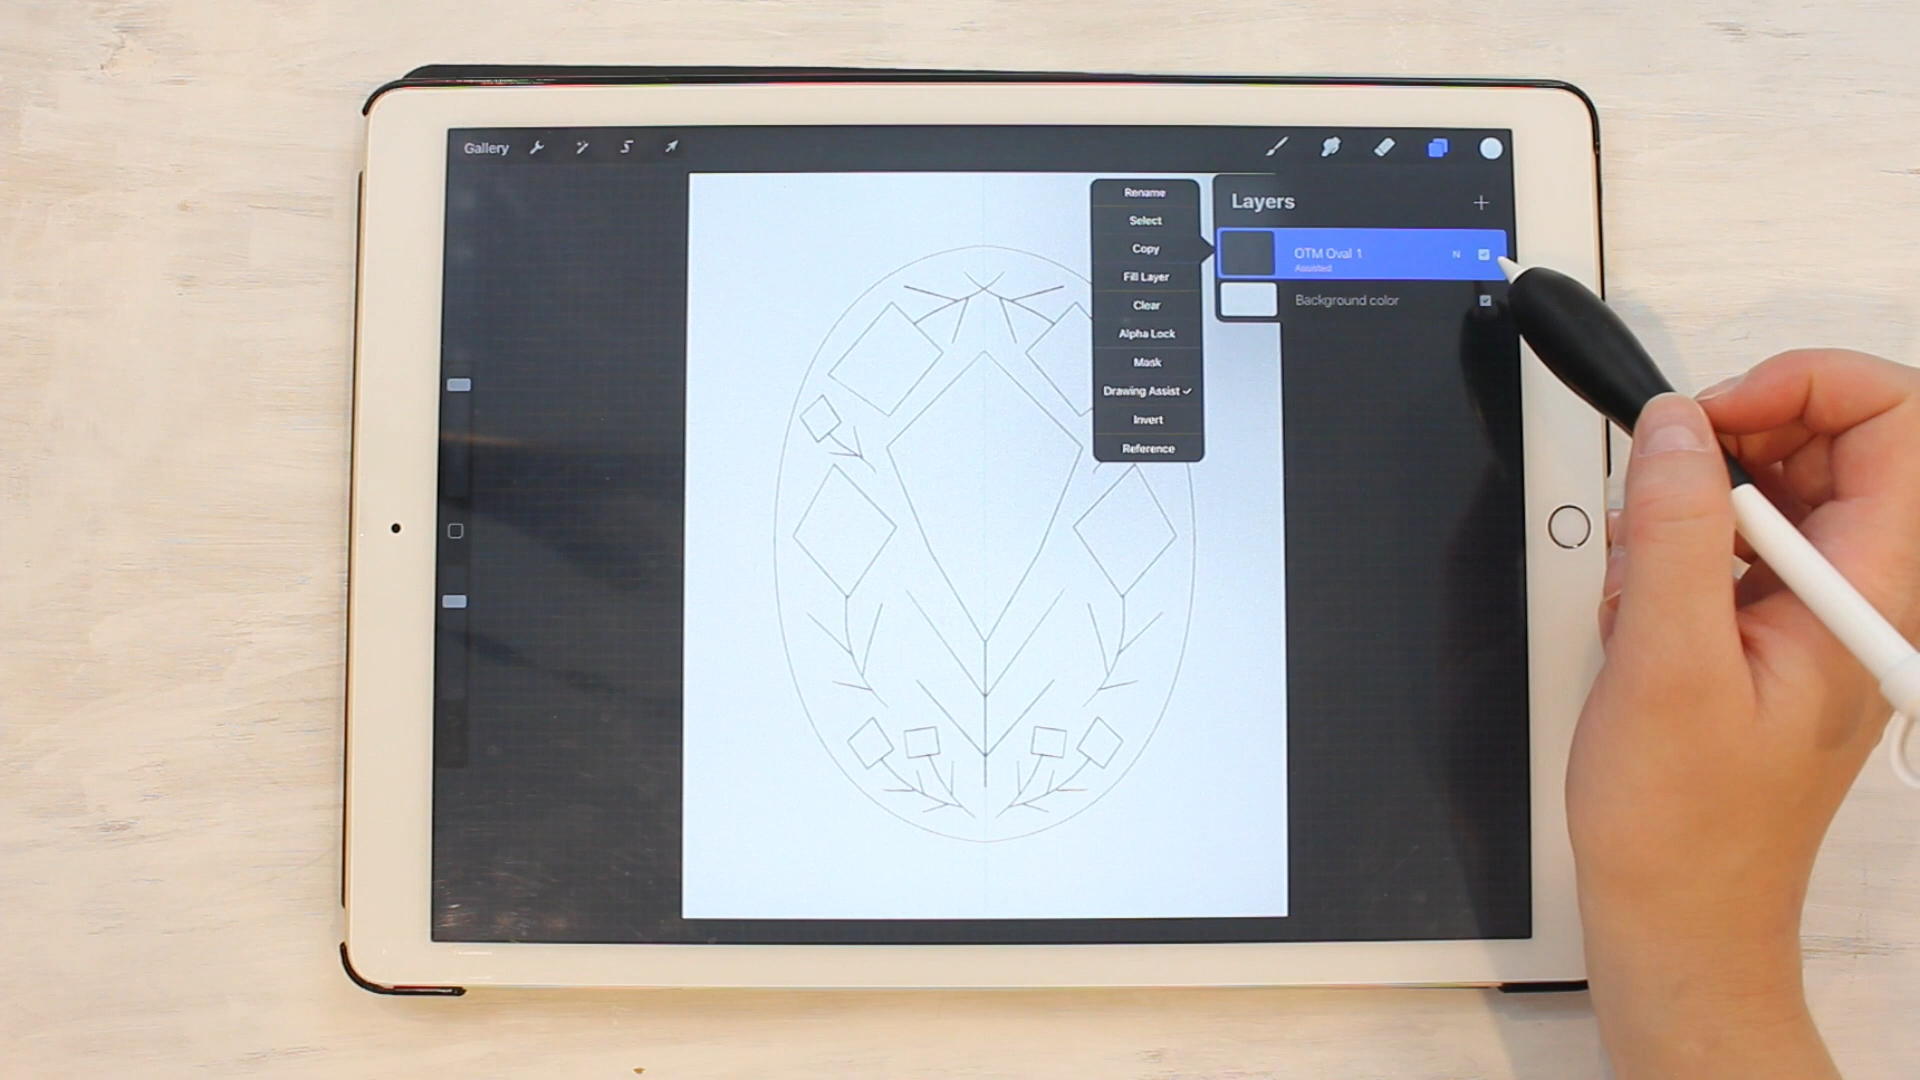 Gallery
Rename
Select
Copy
Fill Layer
Clear
Alpha Lock
Mask
Drawing Assist ✓
Invert
Reference
Layers
OTM Oval 1
N
Assisted
Background color